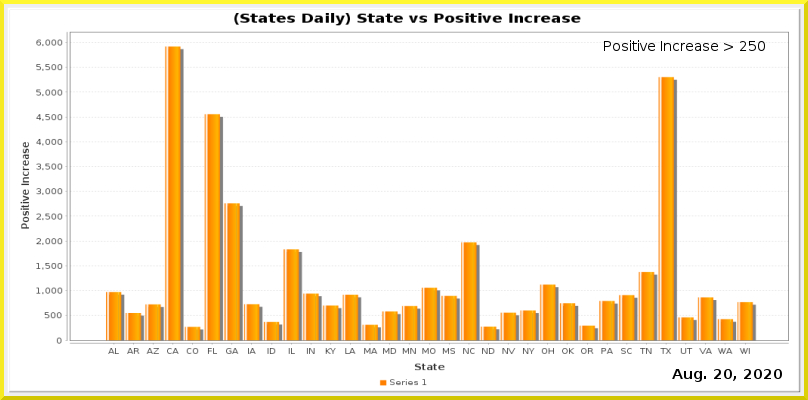 (States Daily) State vs Positive Increase
Positive Increase > 250
Positive Increase
6,000
5,500
5,000
4,500
4,000
3,500
3,000
2,500
2,000
1,500
1,000
500
0
AL AR AZ CA CO FL GA IA ID IL IN KY LA MA MD MN MO MS NC ND NV NY OH OK OR PA SC TN TX UT VA WA WI
State
Series 1
Aug. 20, 2020